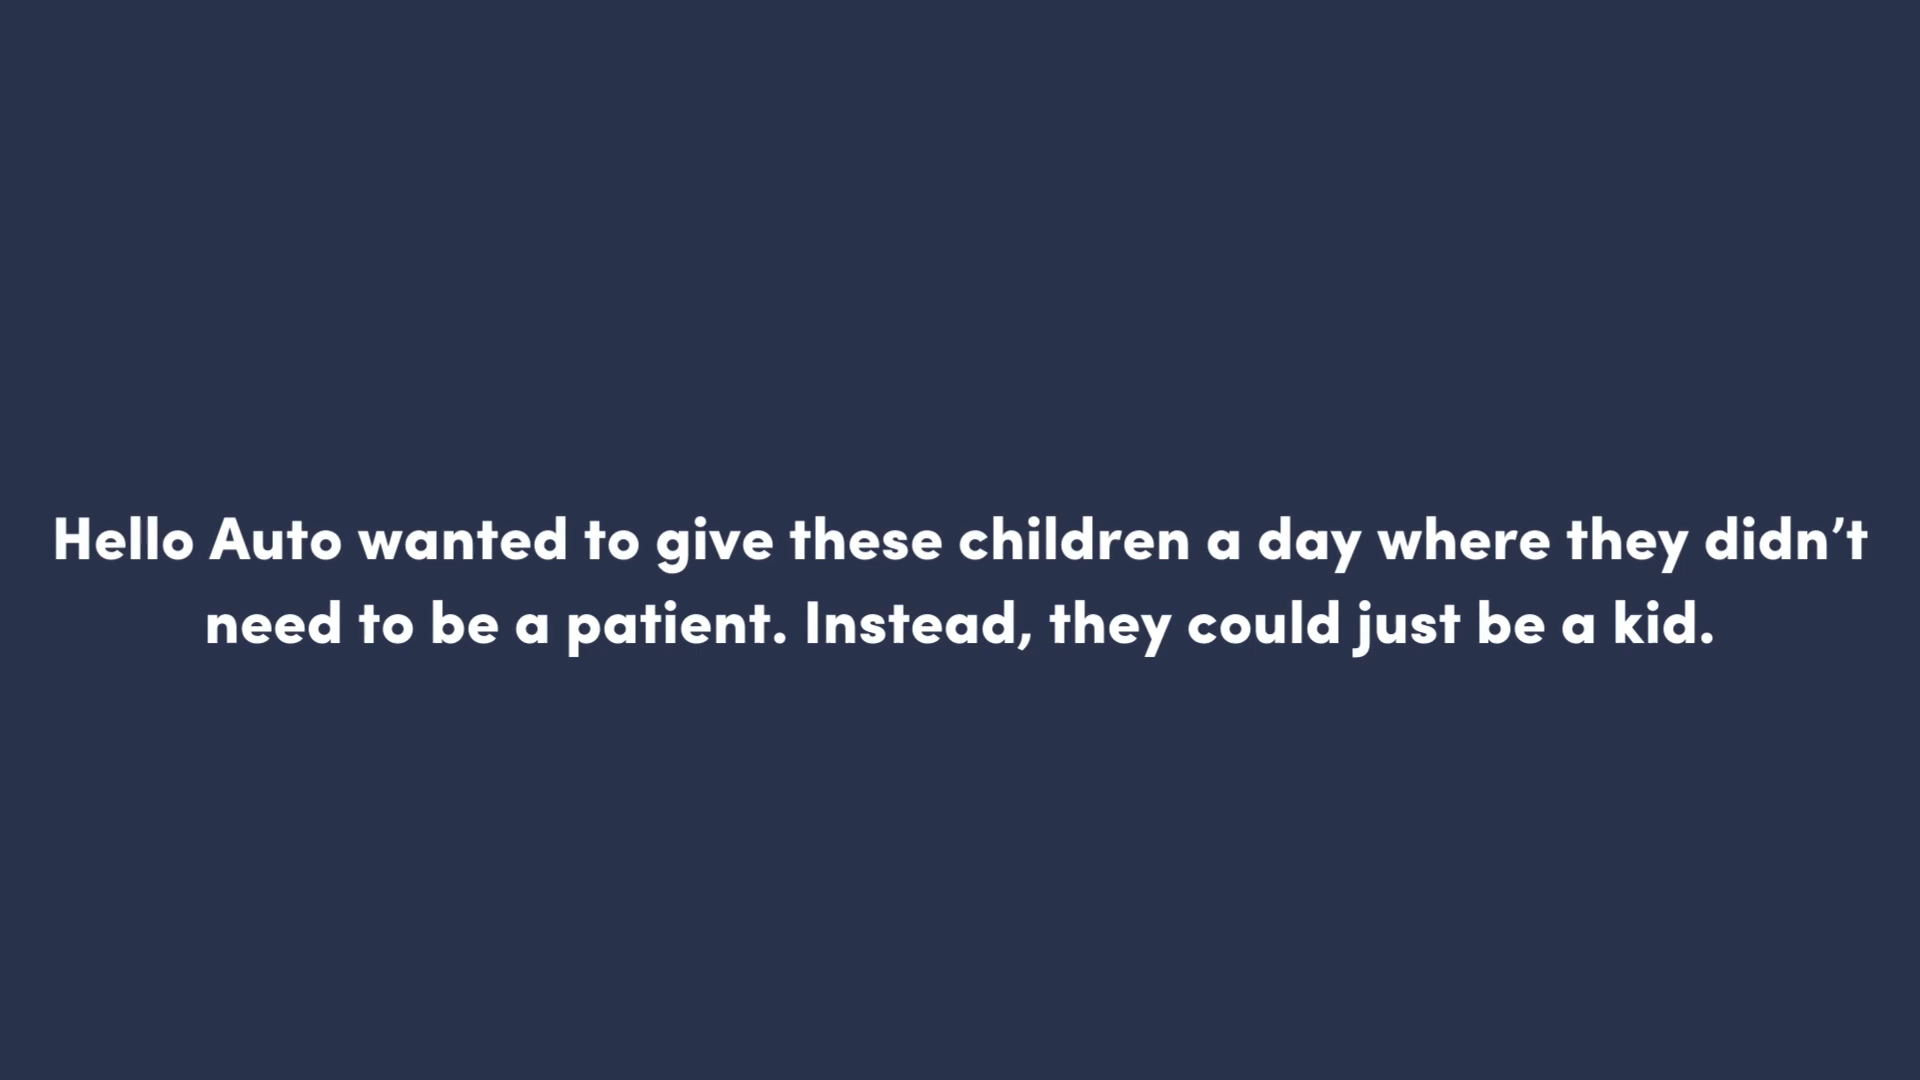 Hello Auto wanted to give these children a day where they didn’t
need to be a patient. Instead, they could just be a kid.